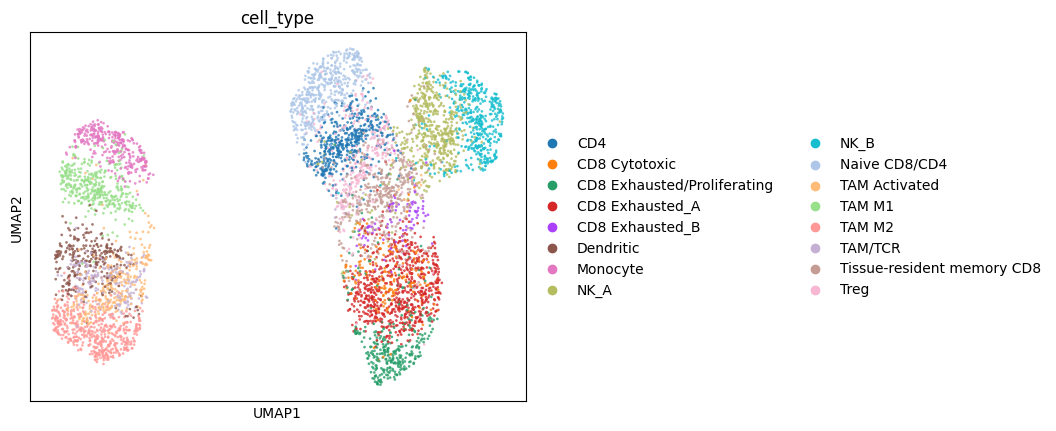 cell_type
UMAP2
UMAP1
CD4
CD8 Cytotoxic
CD8 Exhausted/Proliferating
CD8 Exhausted_A
CD8 Exhausted_B
Dendritic
Monocyte
NK_A
NK_B
Naive CD8/CD4
TAM Activated
TAM M1
TAM M2
TAM/TCR
Tissue-resident memory CD8
Treg